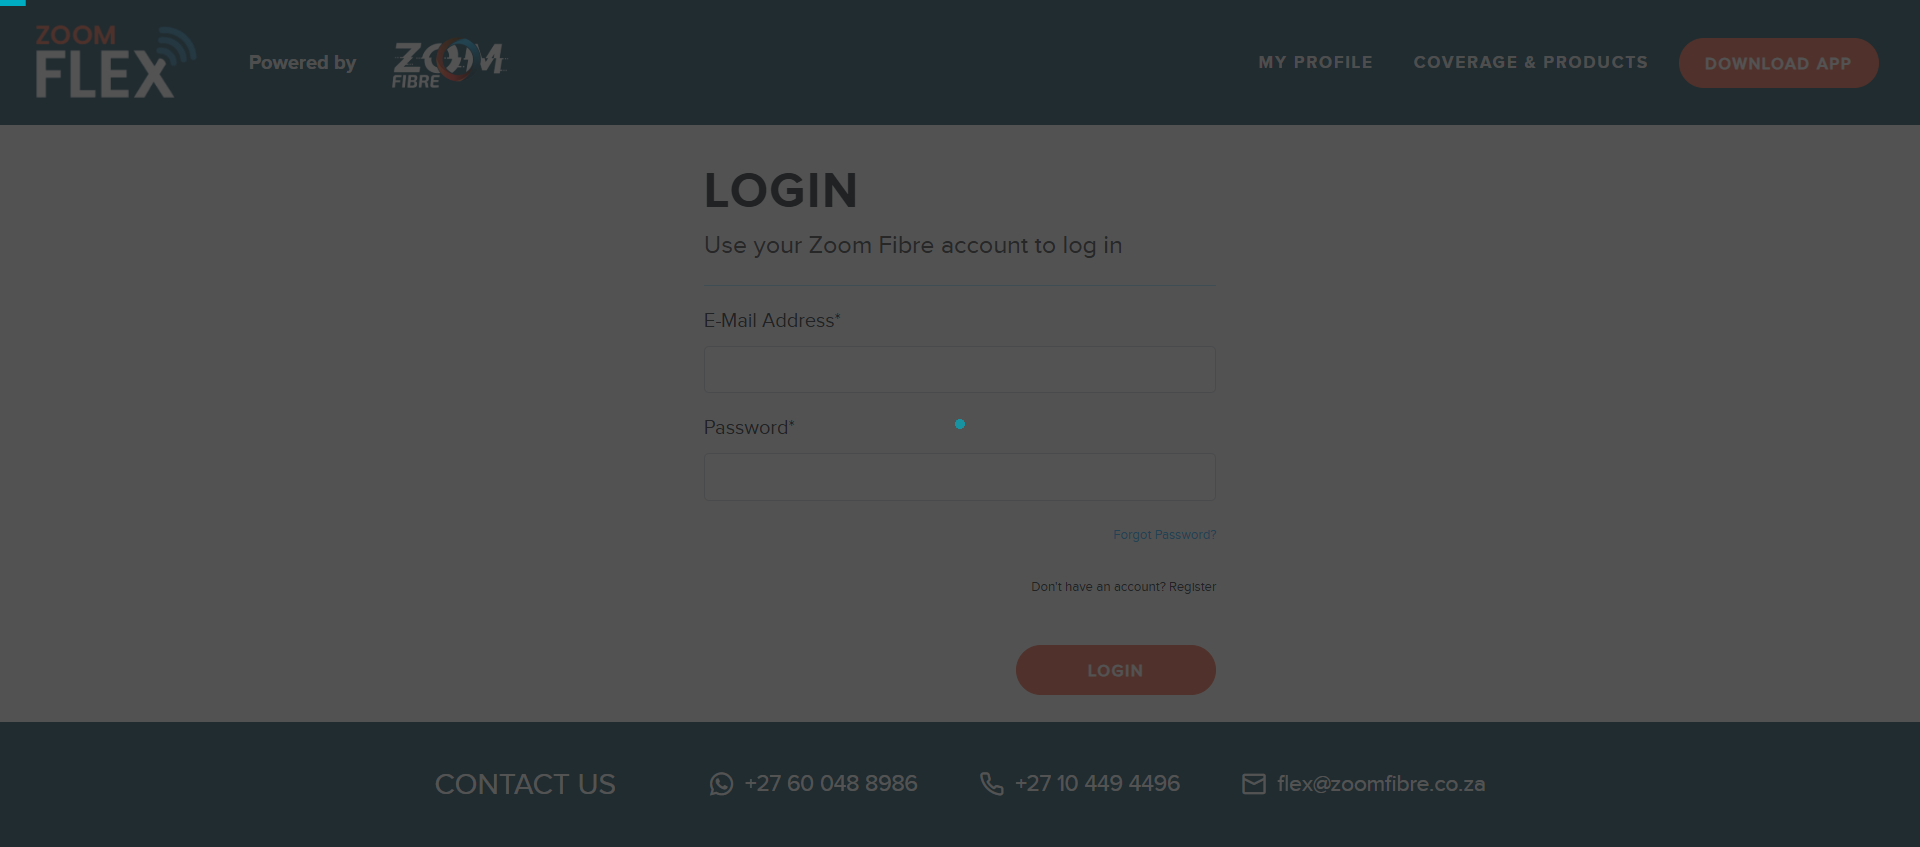 ZOOM
FLEX
Powered by
ZOOM
FIBRE
MY PROFILE
COVERAGE & PRODUCTS
DOWNLOAD APP
LOGIN
Use your Zoom Fibre account to log in
E-Mail Address*
Password*
Forgot Password?
Don't have an account? Register
LOGIN
CONTACT US
+27 60 048 8986
+27 10 449 4496
flex@zoomfibre.co.za